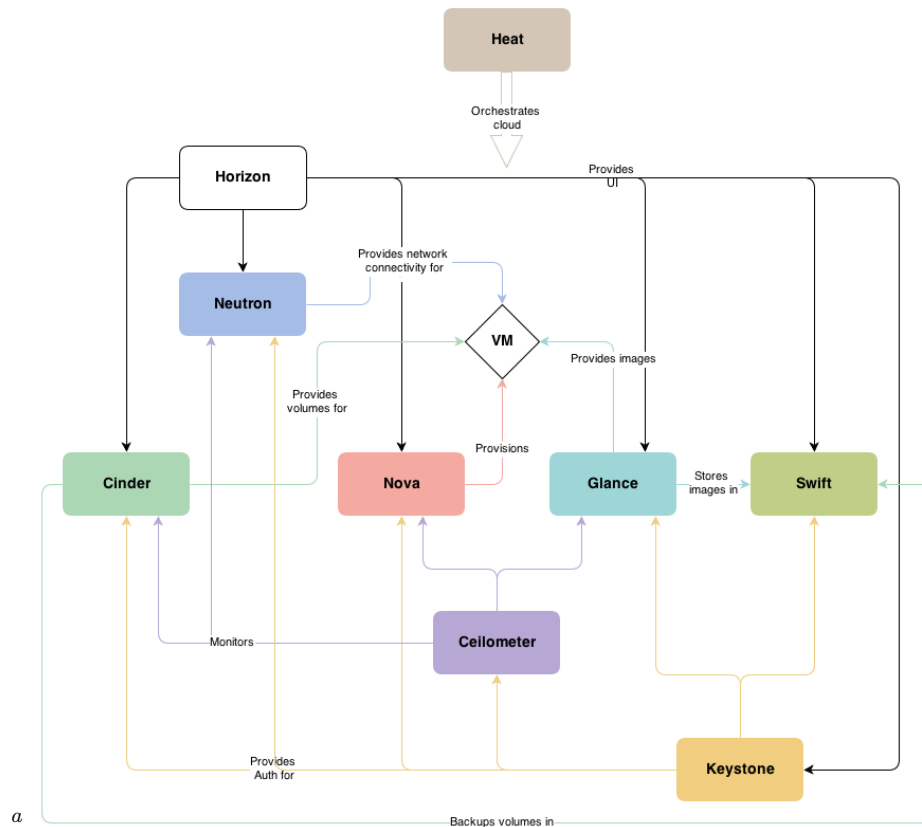 Heat
Orchestrates
cloud
Horizon
Provides
UI
Provides network
connectivity for
Neutron
VM
Provides images
Provides
volumes for
Provisions
Cinder
Nova
Glance
Stores
images in
Swift
Ceilometer
Monitors
Provides
Auth for
Keystone
a
Backups volumes in